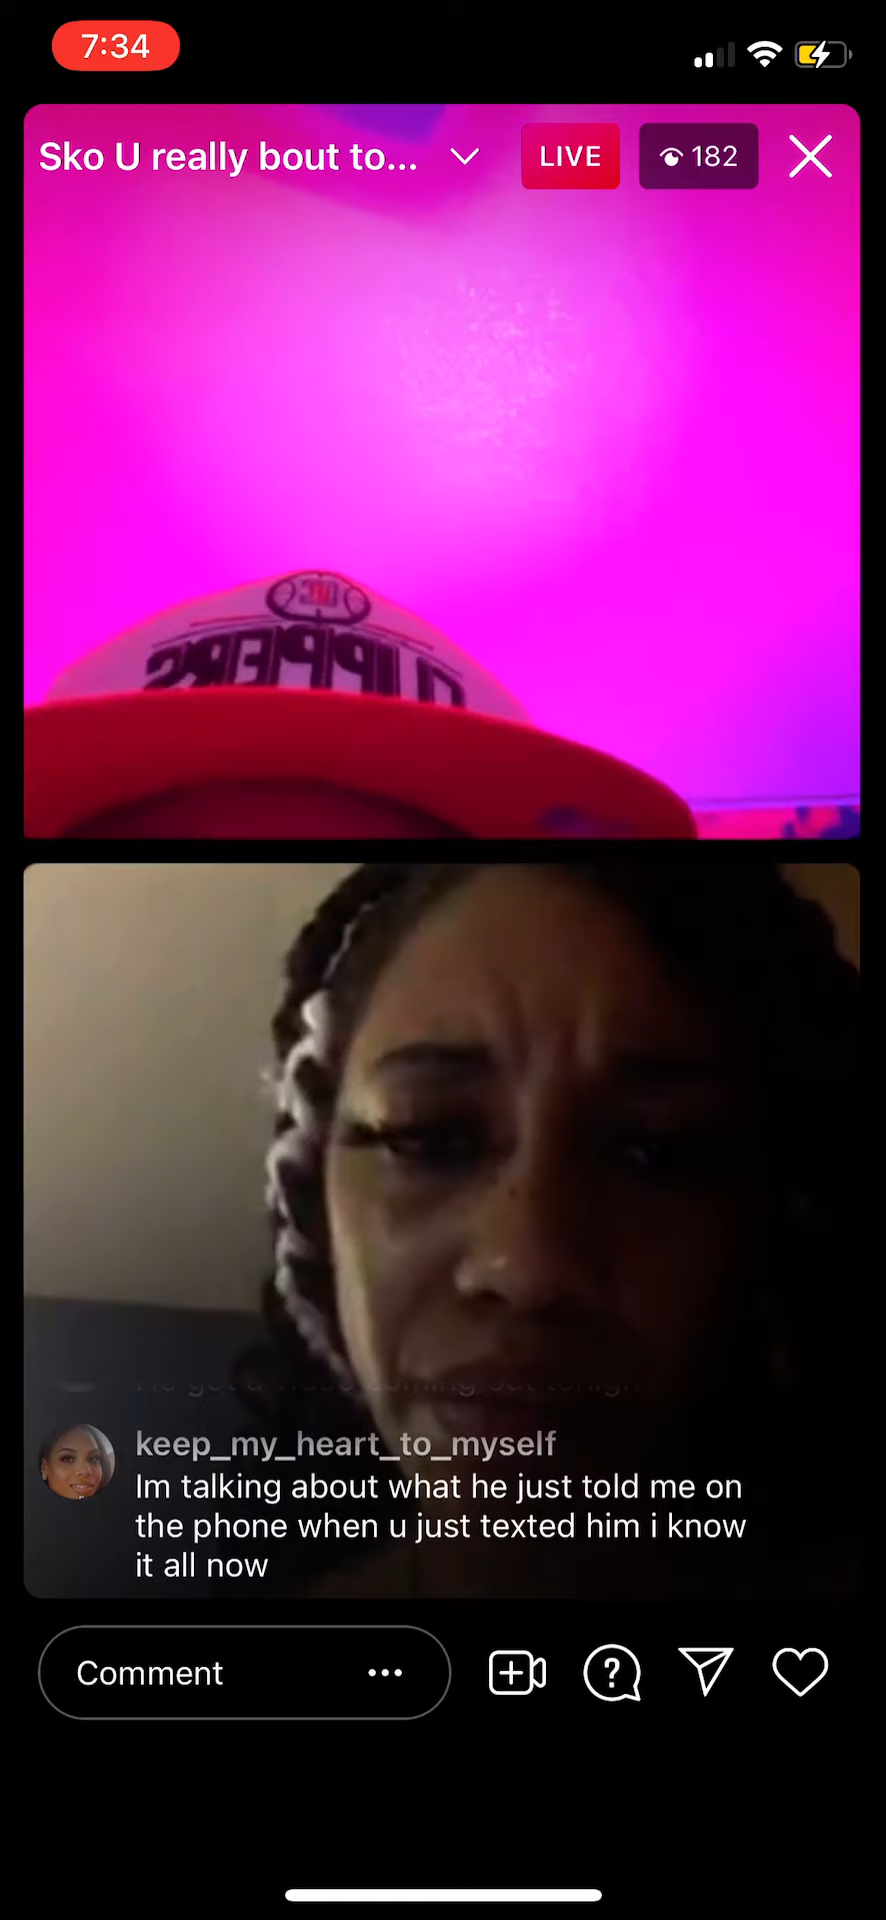 7:34
Sko U really bout to...
LIVE
182
CLIPPERS
keep_my_heart_to_myself
Im talking about what he just told me on
the phone when u just texted him i know
it all now
Comment